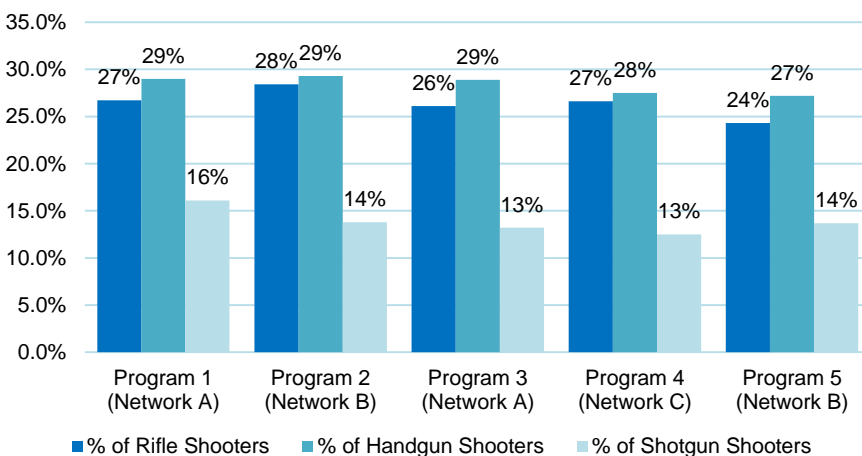 35.0%
30.0%
25.0%
20.0%
15.0%
10.0%
5.0%
0.0%
27%
29%
16%
28%
29%
14%
26%
29%
13%
27%
28%
13%
24%
27%
14%
Program 1
(Network A)
Program 2
(Network B)
Program 3
(Network A)
Program 4
(Network C)
Program 5
(Network B)
% of Rifle Shooters
% of Handgun Shooters
% of Shotgun Shooters